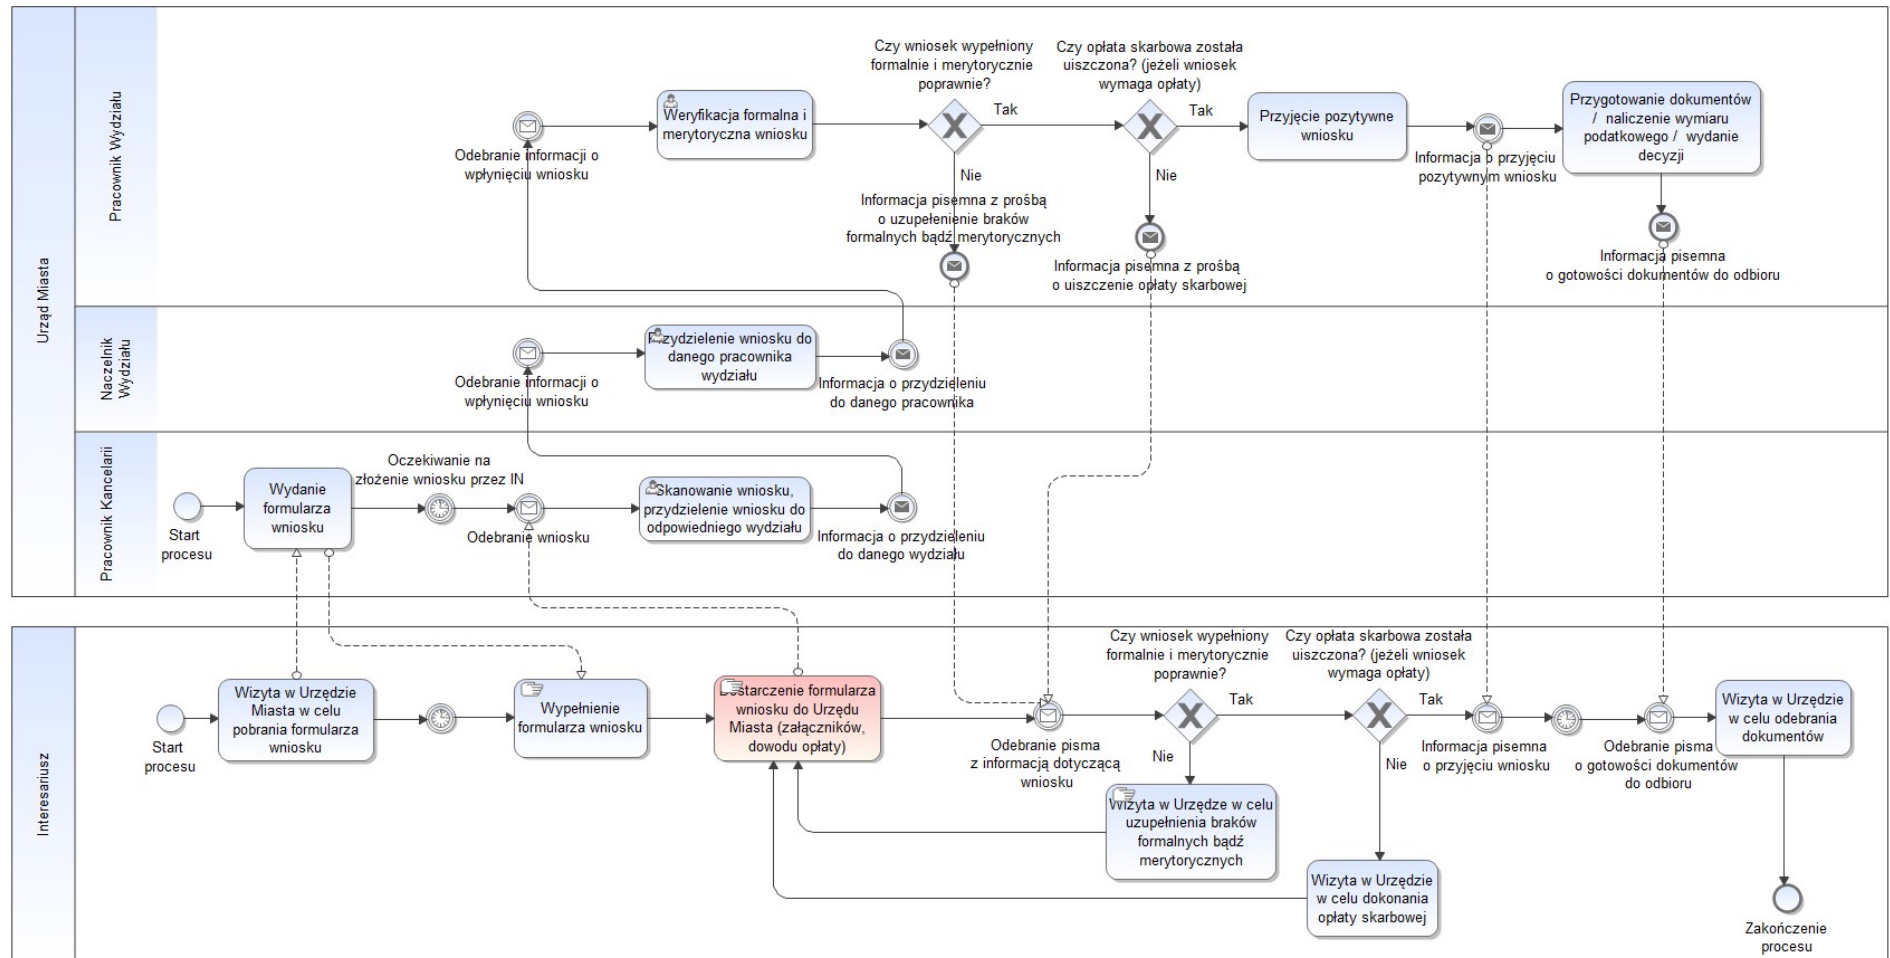 Urząd Miasta
Pracownik Wydziału
Odebranie informacji o
wpłynięciu wniosku
Weryfikacja formalna i
merytoryczna wniosku
Czy wniosek wypełniony
formalnie i merytorycznie
poprawnie?
Tak
Nie
Informacja pisemna z prośbą
o uzupełenienie braków
formalnych bądź merytorycznych
Czy opłata skarbowa została
uiszczona? (jeżeli wniosek
wymaga opłaty)
Tak
Nie
Informacja pisemna z prośbą
o uiszczenie opłaty skarbowej
Przyjęcie pozytywne
wniosku
Informacja o przyjęciu
pozytywnym wniosku
Przygotowanie dokumentów
/ naliczenie wymiaru
podatkowego / wydanie
decyzji
Informacja pisemna
o gotowości dokumentów do odbioru
Naczelnik
Wydziału
Odebranie informacji o
wpłynięciu wniosku
Przydzielenie wniosku do
danego pracownika
wydziału
Informacja o przydzieleniu
do danego pracownika
Pracownik Kancelarii
Start
procesu
Wydanie
formularza
wniosku
Oczekiwanie na
złożenie wniosku przez IN
Odebranie wniosku
Skanowanie wniosku,
przydzielenie wniosku do
odpowiedniego wydziału
Informacja o przydzieleniu
do danego wydziału
Interesariusz
Start
procesu
Wizyta w Urzędzie
Miasta w celu
pobrania formularza
wniosku
Wypełnienie
formularza wniosku
Dostarczenie formularza
wniosku do Urzędu
Miasta (załączników,
dowodu opłaty)
Odebranie pisma
z informacją dotyczącą
wniosku
Czy wniosek wypełniony
formalnie i merytorycznie
poprawnie?
Tak
Nie
Wizyta w Urzędze w celu
uzupełnienia braków
formalnych bądź
merytorycznych
Czy opłata skarbowa została
uiszczona? (jeżeli wniosek
wymaga opłaty)
Tak
Nie
Wizyta w Urzędzie
w celu dokonania
opłaty skarbowej
Informacja pisemna
o przyjęciu wniosku
Odebranie pisma
o gotowości dokumentów
do odbioru
Wizyta w Urzędzie
w celu odebrania
dokumentów
Zakończenie
procesu